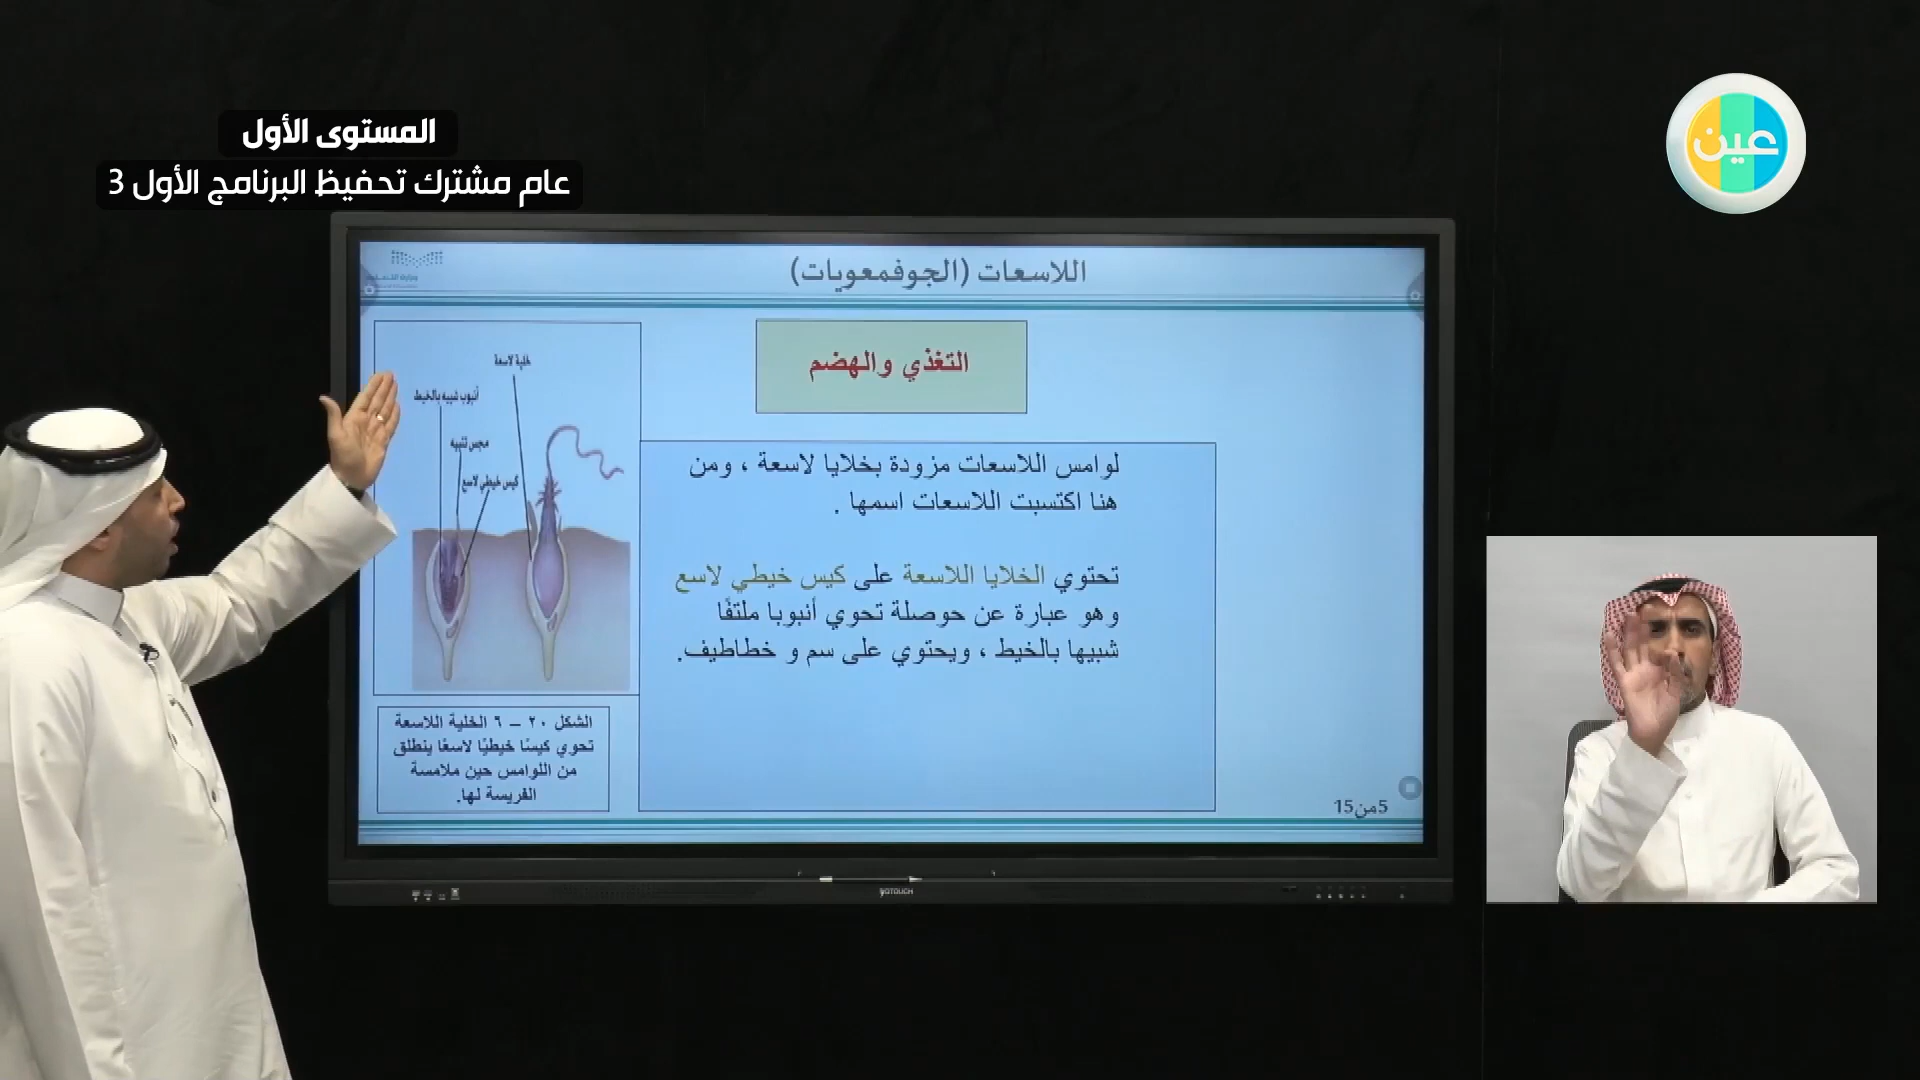 المستوى الأول
عام مشترك تحفيظ البرنامج الأول 3
عين
اللاسعات (الجوفمعويات)
التغذي والهضم
خلية لاسعة
أنبوب شبيه بالخيط
مجس تنبيه
كيس خيطي لاسع
لوامس اللاسعات مزودة بخلايا لاسعة ، ومن
هنا اكتسبت اللاسعات اسمها .
تحتوي الخلايا اللاسعة على كيس خيطي لاسع
وهو عبارة عن حوصلة تحوي أنبوبا ملتفًا
شبيها بالخيط ، ويحتوي على سم و خطاطيف.
الشكل ٢٠ – ٦ الخلية اللاسعة
تحوي كيسًا خيطيًا لاسعًا ينطلق
من اللوامس حين ملامسة
الفريسة لها.
5من15